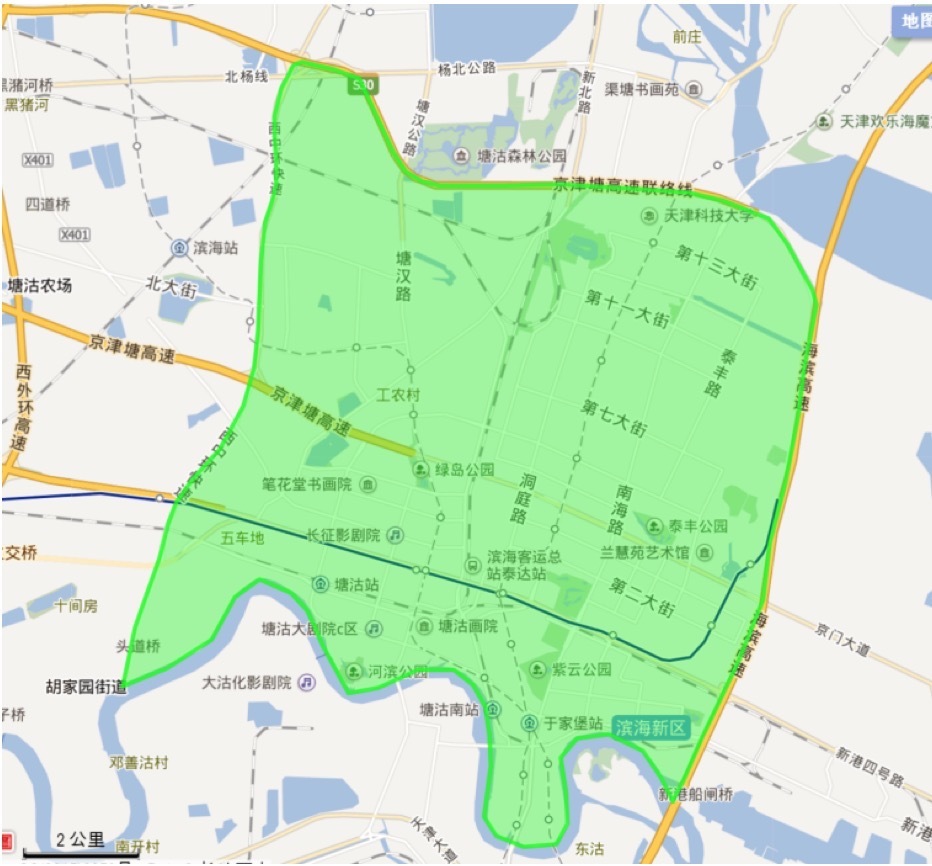 前庄
地图
北杨线
杨北公路
S30
黑猪河桥
黑猪河
塘汉公路
新北路
渠塘书画苑
天津欢乐海魔
X401
塘沽森林公园
西中环快速
京津塘高速联络线
四道桥
X401
滨海站
天津科技大学
塘汉路
第十三大街
塘沽农场
北大街
第十一大街
京津塘高速
海滨高速
泰丰路
西外环高速
京津塘高速
工农村
第七大街
西中环快速
绿岛公园
笔花堂书画院
洞庭路
南海路
泰丰公园
五车地
长征影剧院
兰慧苑艺术馆
交桥
滨海客运总
站泰达站
塘沽站
第二大街
十间房
塘沽大剧院c区
塘沽画院
海滨高速
京门大道
头道桥
河滨公园
紫云公园
胡家园街道
大沽化影剧院
子桥
塘沽南站
于家堡站
滨海新区
邓善沽村
新港四号路
新港船闸桥
2 公里
南开村
天津大道
东沽
新港